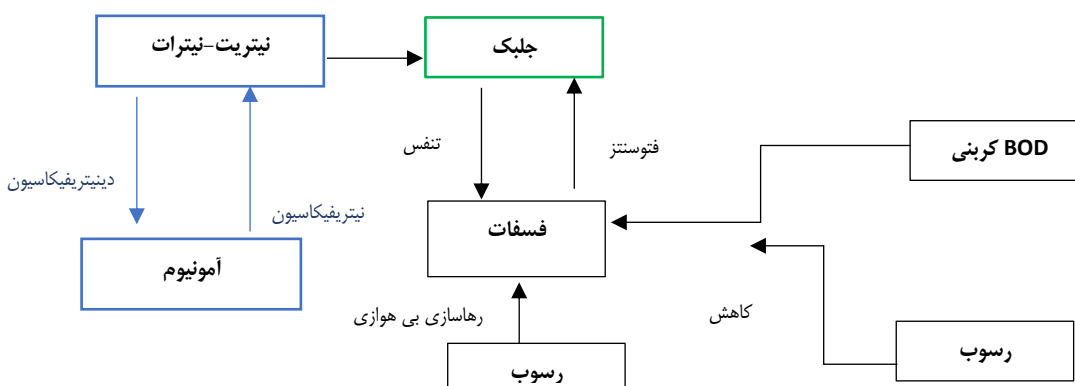 نیتریت-نیترات
جلبک
تنفس
فتوسنتز
BOD کربنی
دینیتریفیکاسیون
نیتریفیکاسیون
فسفات
آمونیوم
رهاسازی بی هوازی
کاهش
رسوب
رسوب